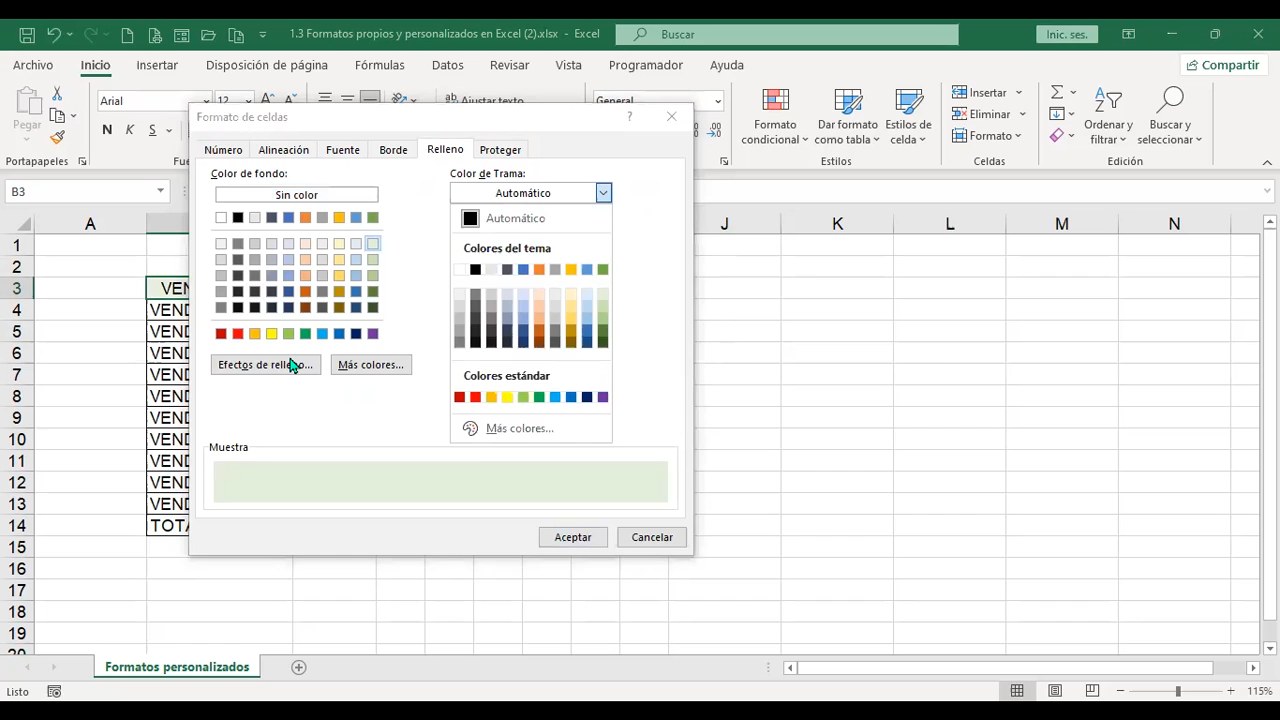 1.3 Formatos propios y personalizados en Excel (2).xlsx - Excel
Buscar
Inic. ses.
Archivo Inicio Insertar Disposición de página Fórmulas Datos Revisar Vista Programador Ayuda
Compartir
Pegar
Portapapeles
Arial 12
N K S
Ajustar texto
General
Formato condicional
Dar formato como tabla
Estilos de celda
Estilos
Insertar
Eliminar
Formato
Celdas
Ordenar y filtrar
Buscar y seleccionar
Edición
B3
A J K L M N
1
2
3
4 VEND
5 VEND
6 VEND
7 VEND
8 VEND
9 VEND
10 VEND
11 VEND
12 VEND
13 VEND
14 TOTA
15
16
17
18
19
Formato de celdas
?
Número Alineación Fuente Borde Relleno Proteger
Color de fondo:
Sin color
Efectos de relleno...
Más colores...
Color de Trama:
Automático
Automático
Colores del tema
Colores estándar
Más colores...
Muestra
Aceptar Cancelar
Formatos personalizados
Listo
115%